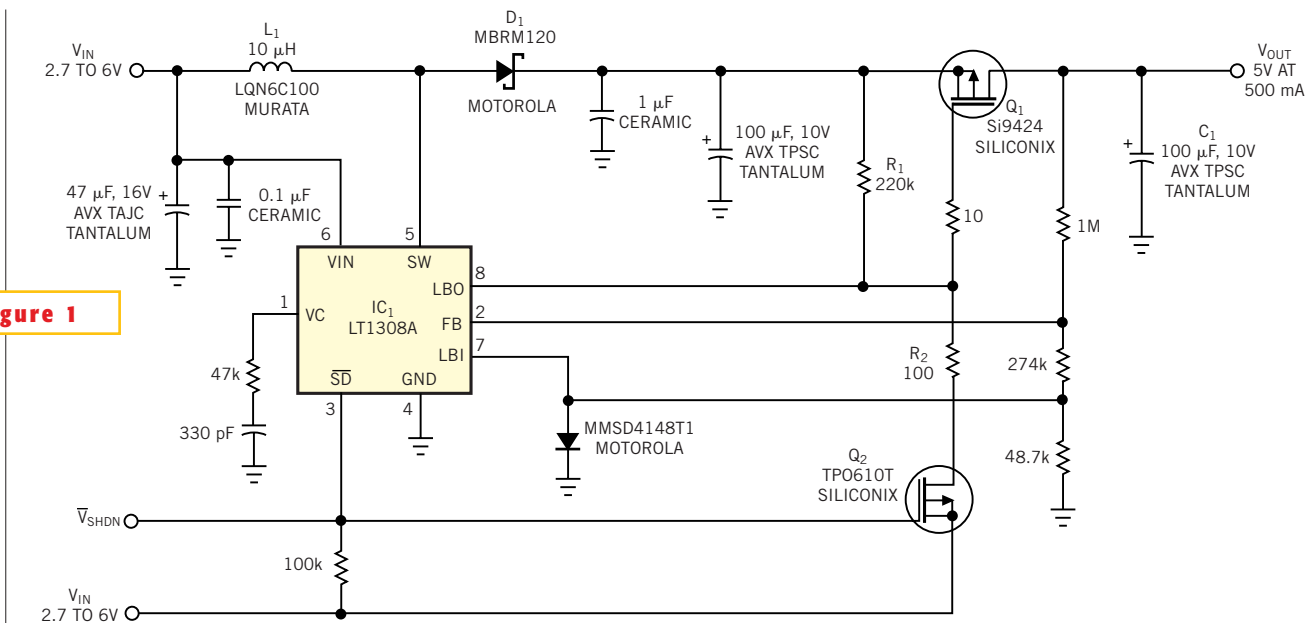 L1
10 μH
LQN6C100
MURATA
D1
MBRM120
MOTOROLA
VIN
2.7 TO 6V
VOUT
5V AT
500 mA
1 μF
CERAMIC
100 μF, 10V
AVX TPSC
TANTALUM
+
R1
220k
Q1
Si9424
SILICONIX
C1
100 μF, 10V
AVX TPSC
TANTALUM
+
47 μF, 16V
AVX TAJC
TANTALUM
+
0.1 μF
CERAMIC
10
1M
6
5
VIN
SW
8
LBO
1
VC
IC1
LT1308A
FB
2
LBI
7
SD
GND
3
4
gure 1
47k
330 pF
R2
100
274k
MMSD4148T1
MOTOROLA
48.7k
Q2
TPO610T
SILICONIX
VSHDN
100k
VIN
2.7 TO 6V